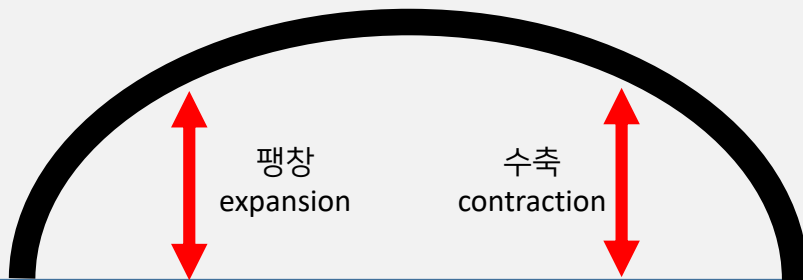 팽창
expansion
수축
contraction